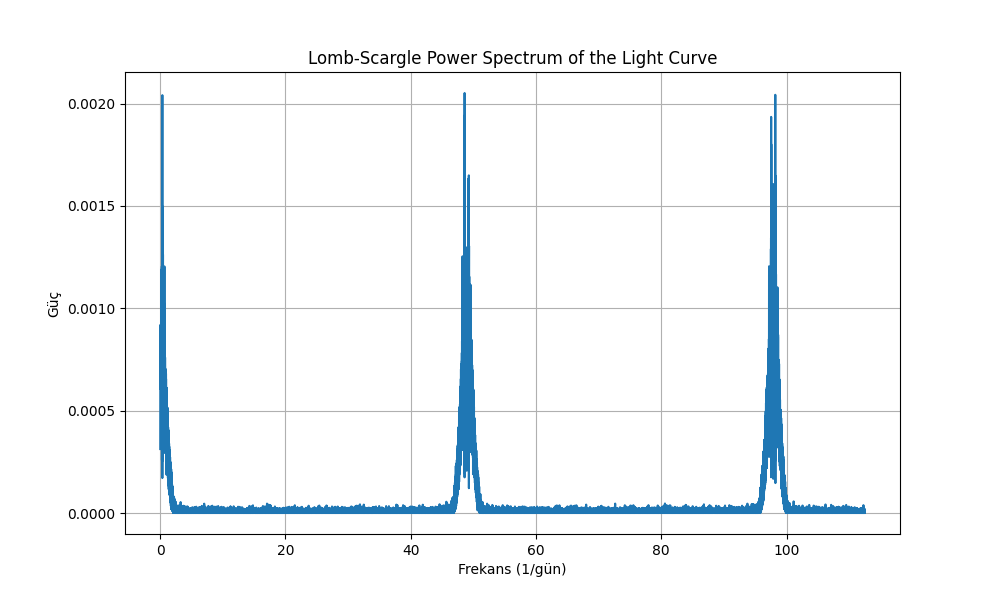 Lomb-Scargle Power Spectrum of the Light Curve
Güç
0.0020
0.0015
0.0010
0.0005
0.0000
0 20 40 60 80 100
Frekans (1/gün)